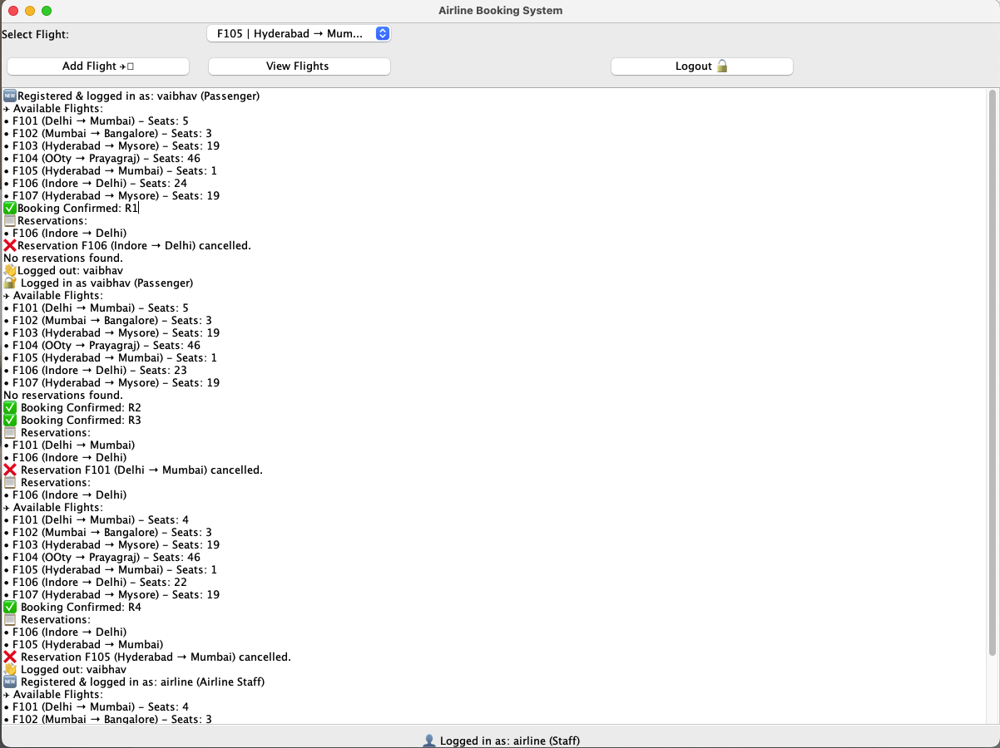 Airline Booking System
Select Flight:
F105 | Hyderabad → Mum...
Add Flight ✈□
View Flights
Logout 🔓
🆕Registered & logged in as: vaibhav (Passenger)
✈ Available Flights:
• F101 (Delhi → Mumbai) – Seats: 5
• F102 (Mumbai → Bangalore) – Seats: 3
• F103 (Hyderabad → Mysore) – Seats: 19
• F104 (OOty → Prayagraj) – Seats: 46
• F105 (Hyderabad → Mumbai) – Seats: 1
• F106 (Indore → Delhi) – Seats: 24
• F107 (Hyderabad → Mysore) – Seats: 19
✅Booking Confirmed: R1
📋Reservations:
• F106 (Indore → Delhi)
❌Reservation F106 (Indore → Delhi) cancelled.
No reservations found.
👋Logged out: vaibhav
🔐 Logged in as vaibhav (Passenger)
✈ Available Flights:
• F101 (Delhi → Mumbai) – Seats: 5
• F102 (Mumbai → Bangalore) – Seats: 3
• F103 (Hyderabad → Mysore) – Seats: 19
• F104 (OOty → Prayagraj) – Seats: 46
• F105 (Hyderabad → Mumbai) – Seats: 1
• F106 (Indore → Delhi) – Seats: 23
• F107 (Hyderabad → Mysore) – Seats: 19
No reservations found.
✅ Booking Confirmed: R2
✅ Booking Confirmed: R3
📋 Reservations:
• F101 (Delhi → Mumbai)
• F106 (Indore → Delhi)
❌ Reservation F101 (Delhi → Mumbai) cancelled.
📋 Reservations:
• F106 (Indore → Delhi)
✈ Available Flights:
• F101 (Delhi → Mumbai) – Seats: 4
• F102 (Mumbai → Bangalore) – Seats: 3
• F103 (Hyderabad → Mysore) – Seats: 19
• F104 (OOty → Prayagraj) – Seats: 46
• F105 (Hyderabad → Mumbai) – Seats: 1
• F106 (Indore → Delhi) – Seats: 22
• F107 (Hyderabad → Mysore) – Seats: 19
✅ Booking Confirmed: R4
📋 Reservations:
• F106 (Indore → Delhi)
• F105 (Hyderabad → Mumbai)
❌ Reservation F105 (Hyderabad → Mumbai) cancelled.
👋 Logged out: vaibhav
🆕 Registered & logged in as: airline (Airline Staff)
✈ Available Flights:
• F101 (Delhi → Mumbai) – Seats: 4
• F102 (Mumbai → Bangalore) – Seats: 3
👤 Logged in as: airline (Staff)